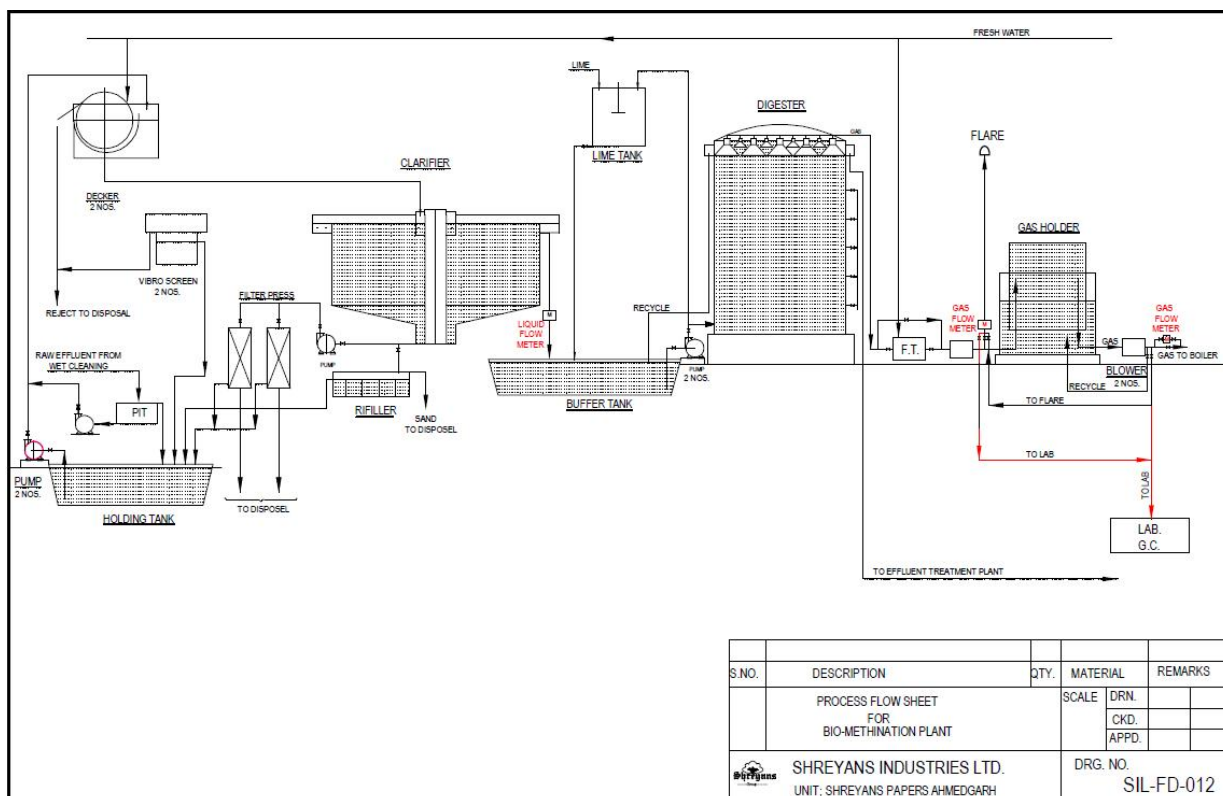 FRESH WATER
LIME
LIME TANK
DIGESTER
GAS
FLARE
CLARIFIER
DECKER
2 NOS.
VIBRO SCREEN
2 NOS.
REJECT TO DISPOSAL
FILTER PRESS
PUMP
RAW EFFLUENT FROM
WET CLEANING
PIT
PUMP
2 NOS.
HOLDING TANK
TO DISPOSEL
RIFILLER
SAND
TO DISPOSEL
M
LIQUID
FLOW
METER
RECYCLE
BUFFER TANK
PUMP
2 NOS.
F.T.
GAS
FLOW
METER
M
GAS HOLDER
GAS
GAS
FLOW
METER
M
GAS TO BOILER
BLOWER
2 NOS.
RECYCLE
TO FLARE
TO LAB
TO LAB
LAB.
G.C.
TO EFFLUENT TREATMENT PLANT
S.NO. DESCRIPTION QTY. MATERIAL REMARKS
PROCESS FLOW SHEET
FOR
BIO-METHINATION PLANT
SCALE DRN.
CKD.
APPD.
Shreyans
SHREYANS INDUSTRIES LTD.
UNIT: SHREYANS PAPERS AHMEDGARH
DRG. NO.
SIL-FD-012